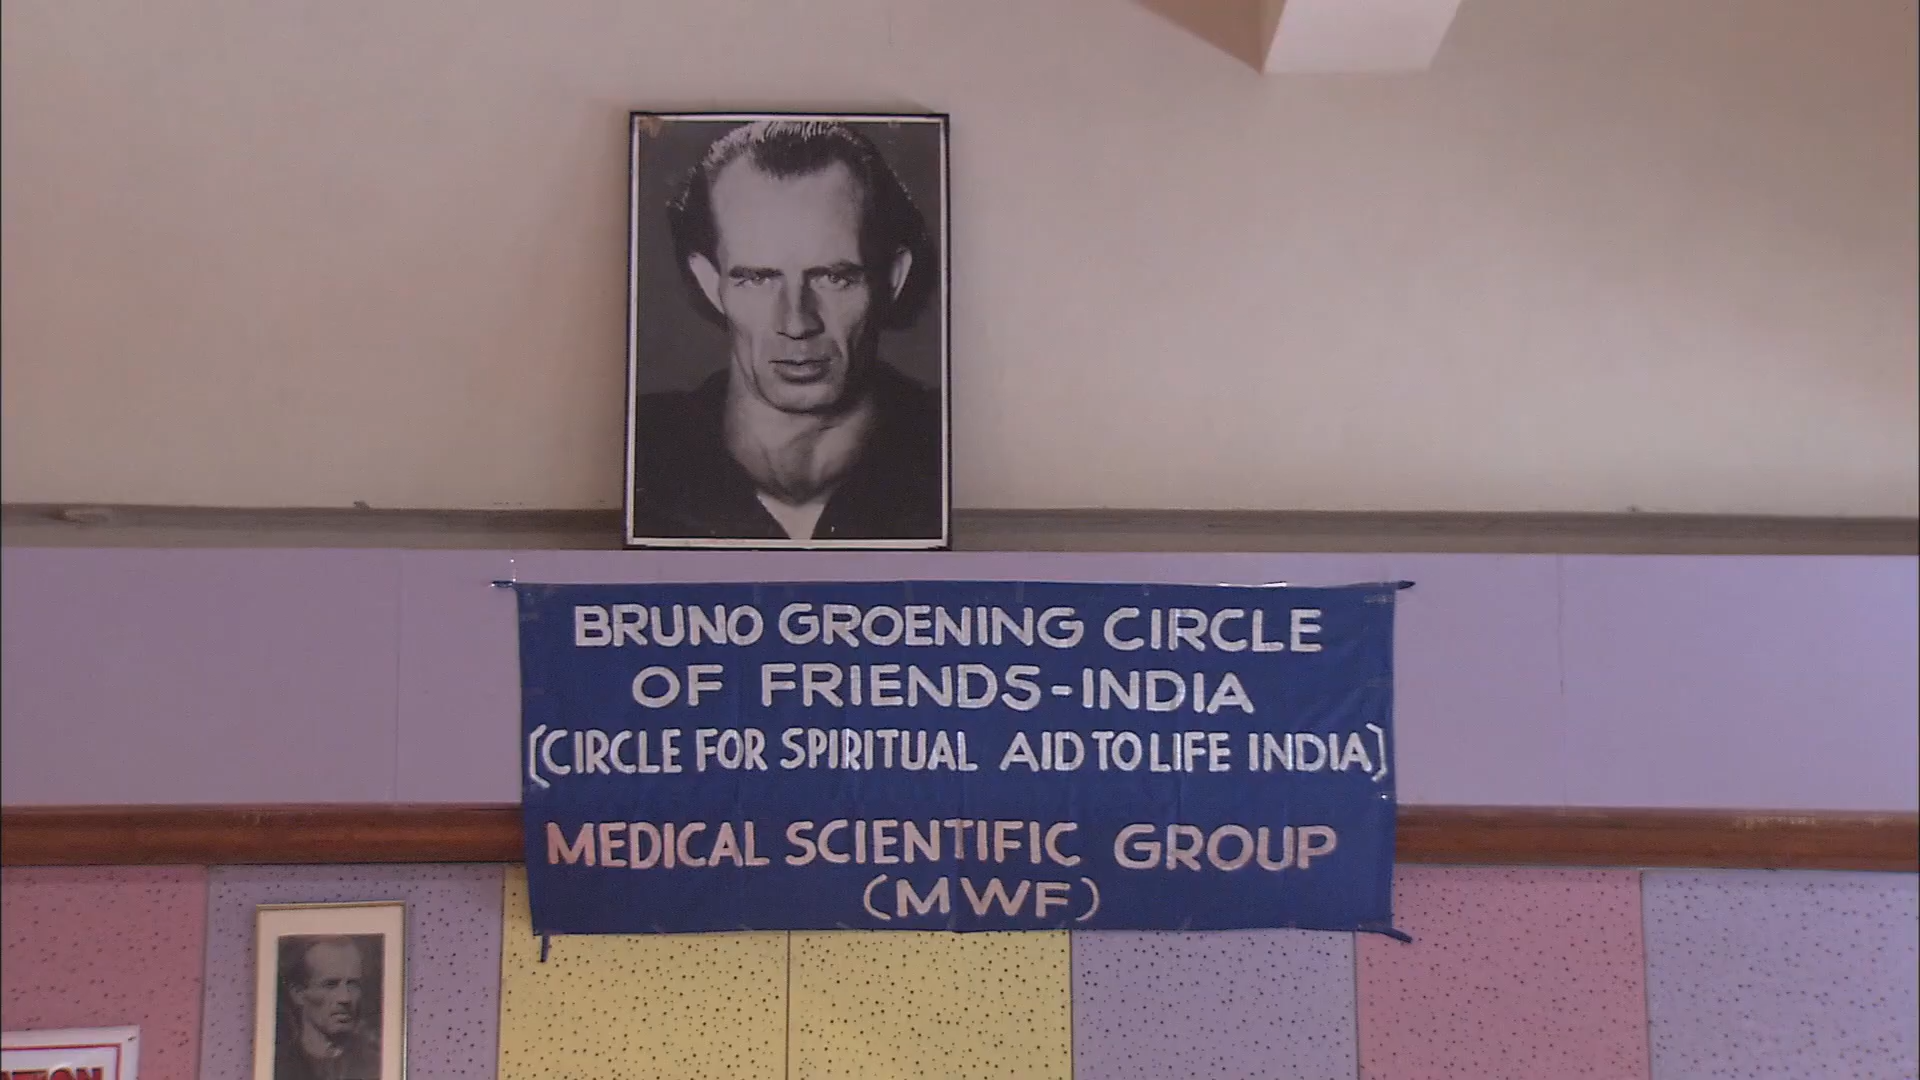 BRUNO GROENING CIRCLE
OF FRIENDS-INDIA
[CIRCLE FOR SPIRITUAL AID TO LIFE INDIA]
MEDICAL SCIENTIFIC GROUP
(MWF)